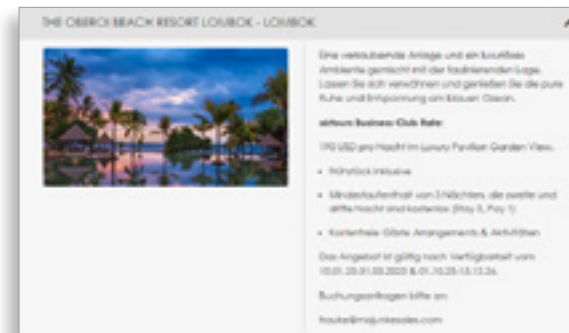 THE OBEROI BEACH RESORT LOMBOK - LOMBOK
Eine verzaubernde Anlage und ein luxuriöses
Ambiente gemischt mit der faszinierenden Lage.
Lassen Sie sich verwöhnen und genießen Sie die pure
Ruhe und Entspannung am blauen Ozean.
airtours Business Club Rate:
190 USD pro Nacht im Luxury Pavilion Garden View,
• Frühstück inklusive
• Mindestaufenthalt von 3 Nächten, die zweite und
dritte Nacht sind kostenlos (Stay 3, Pay 1)
• Kostenfreie Gäste Arrangements & Aktivitäten
Das Angebot ist gültig nach Verfügbarkeit vom
Buchungsanfragen bitte an: